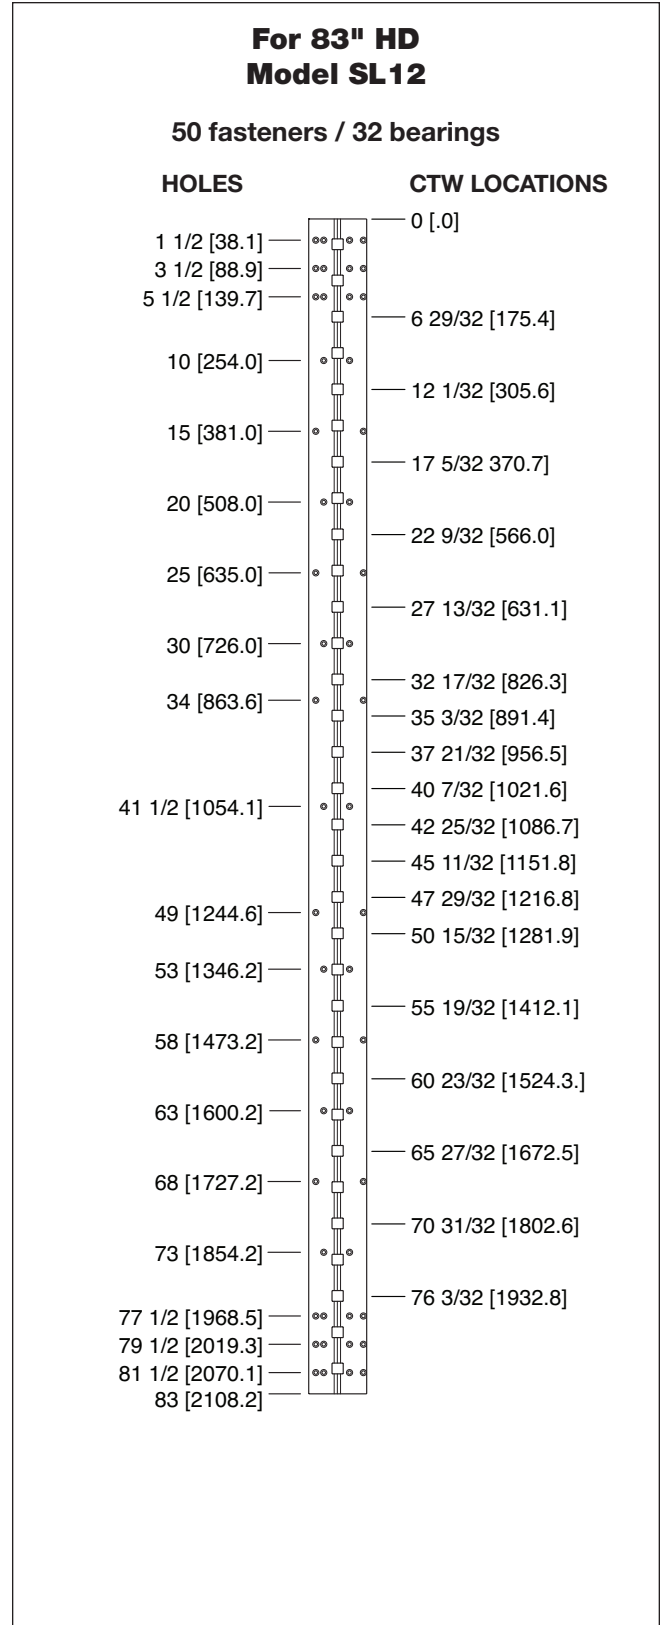 For 83" HD
Model SL12
50 fasteners / 32 bearings
HOLES
CTW LOCATIONS
0 [.0]
1 1/2 [38.1]
3 1/2 [88.9]
5 1/2 [139.7]
6 29/32 [175.4]
10 [254.0]
12 1/32 [305.6]
15 [381.0]
17 5/32 370.7]
20 [508.0]
22 9/32 [566.0]
25 [635.0]
27 13/32 [631.1]
30 [726.0]
32 17/32 [826.3]
34 [863.6]
35 3/32 [891.4]
37 21/32 [956.5]
40 7/32 [1021.6]
41 1/2 [1054.1]
42 25/32 [1086.7]
45 11/32 [1151.8]
47 29/32 [1216.8]
49 [1244.6]
50 15/32 [1281.9]
53 [1346.2]
55 19/32 [1412.1]
58 [1473.2]
60 23/32 [1524.3.]
63 [1600.2]
65 27/32 [1672.5]
68 [1727.2]
70 31/32 [1802.6]
73 [1854.2]
76 3/32 [1932.8]
77 1/2 [1968.5]
79 1/2 [2019.3]
81 1/2 [2070.1]
83 [2108.2]